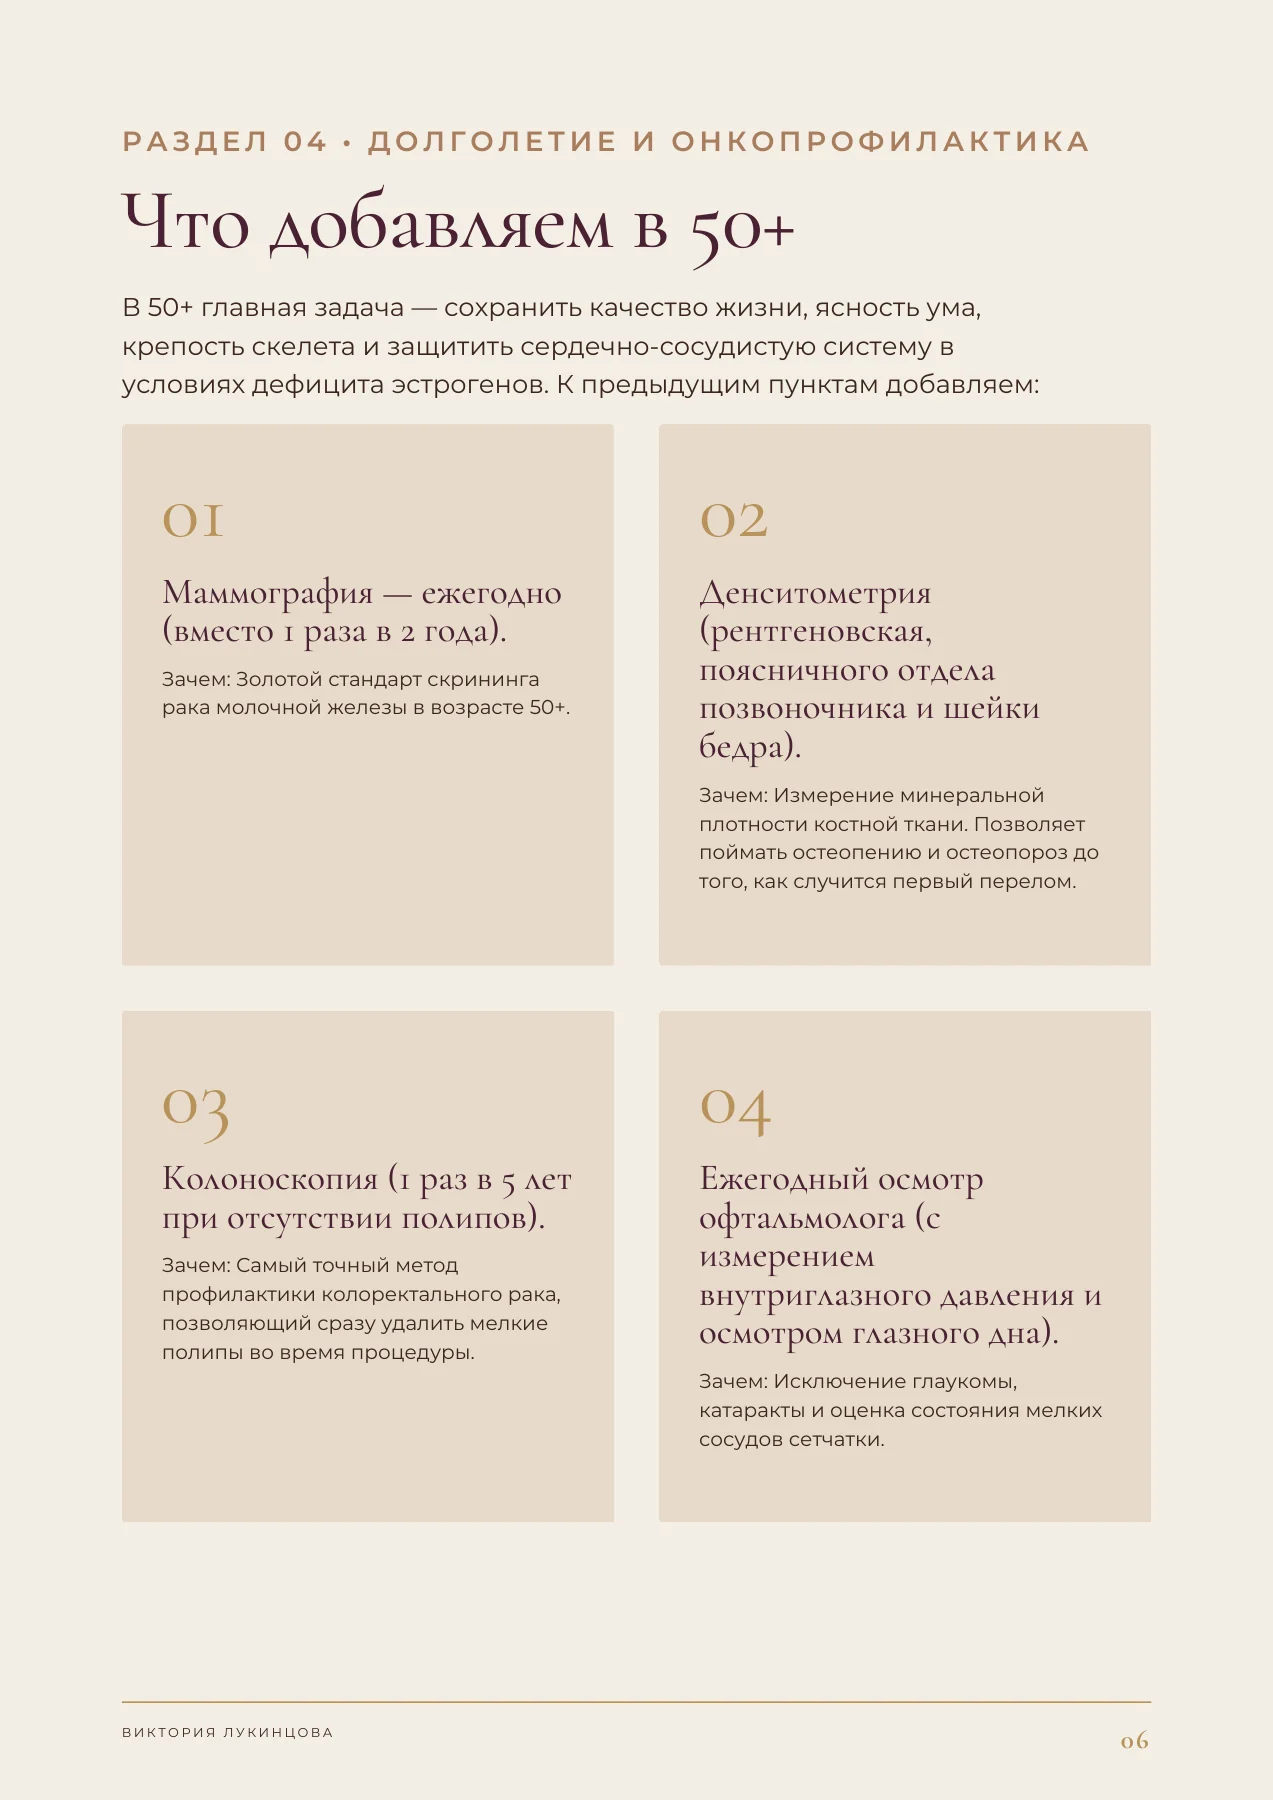 РАЗДЕЛ 04 • ДОЛГОЛЕТИЕ И ОНКОПРОФИЛАКТИКА
Что добавляем в 50+
В 50+ главная задача — сохранить качество жизни, ясность ума,
крепость скелета и защитить сердечно-сосудистую систему в
условиях дефицита эстрогенов. К предыдущим пунктам добавляем:
01
Маммография — ежегодно
(вместо 1 раза в 2 года).
Зачем: Золотой стандарт скрининга
рака молочной железы в возрасте 50+.
02
Денситометрия
(рентгеновская,
поясничного отдела
позвоночника и шейки
бедра).
Зачем: Измерение минеральной
плотности костной ткани. Позволяет
поймать остеопению и остеопороз до
того, как случится первый перелом.
03
Колоноскопия (1 раз в 5 лет
при отсутствии полипов).
Зачем: Самый точный метод
профилактики колоректального рака,
позволяющий сразу удалить мелкие
полипы во время процедуры.
04
Ежегодный осмотр
офтальмолога (с
измерением
внутриглазного давления и
осмотром глазного дна).
Зачем: Исключение глаукомы,
катаракты и оценка состояния мелких
сосудов сетчатки.
ВИКТОРИЯ ЛУКИНЦОВА
06